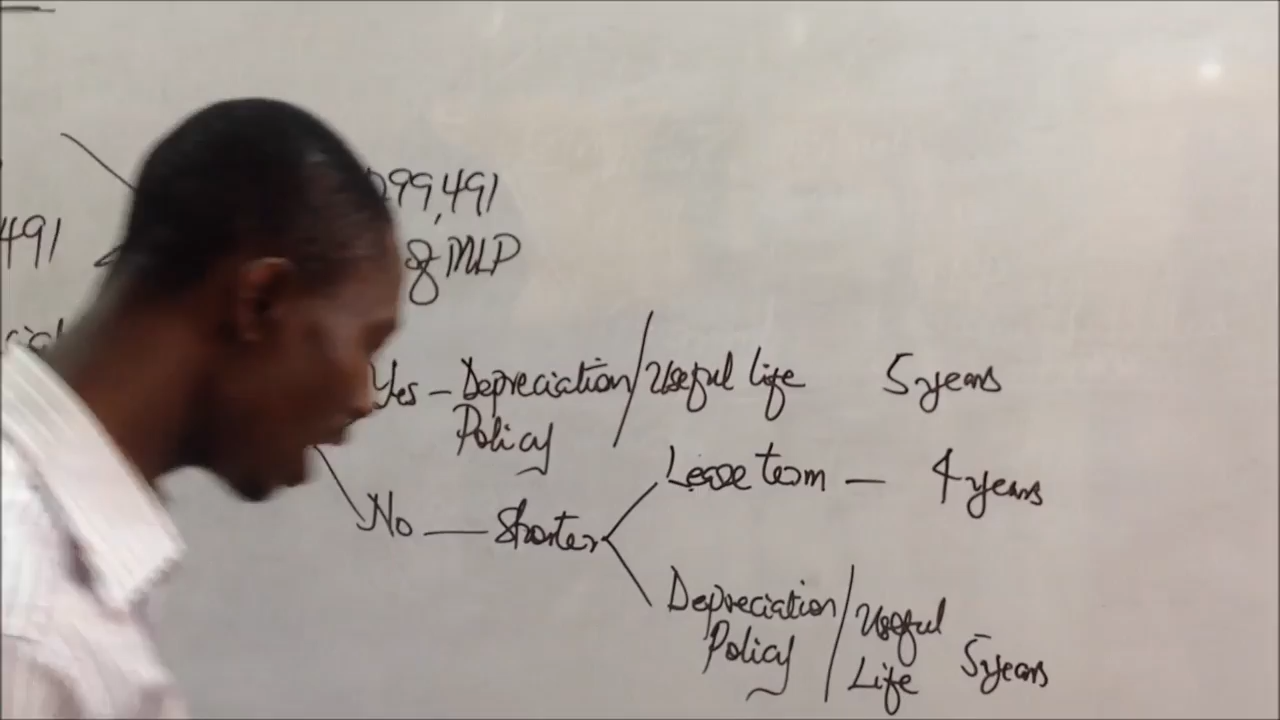 299,491
491
of MLP
Yes – Depreciation / Useful life 5 years
Policy
Lease term – 4 years
No — Shorter
Depreciation / Useful
Policy Life 5 years